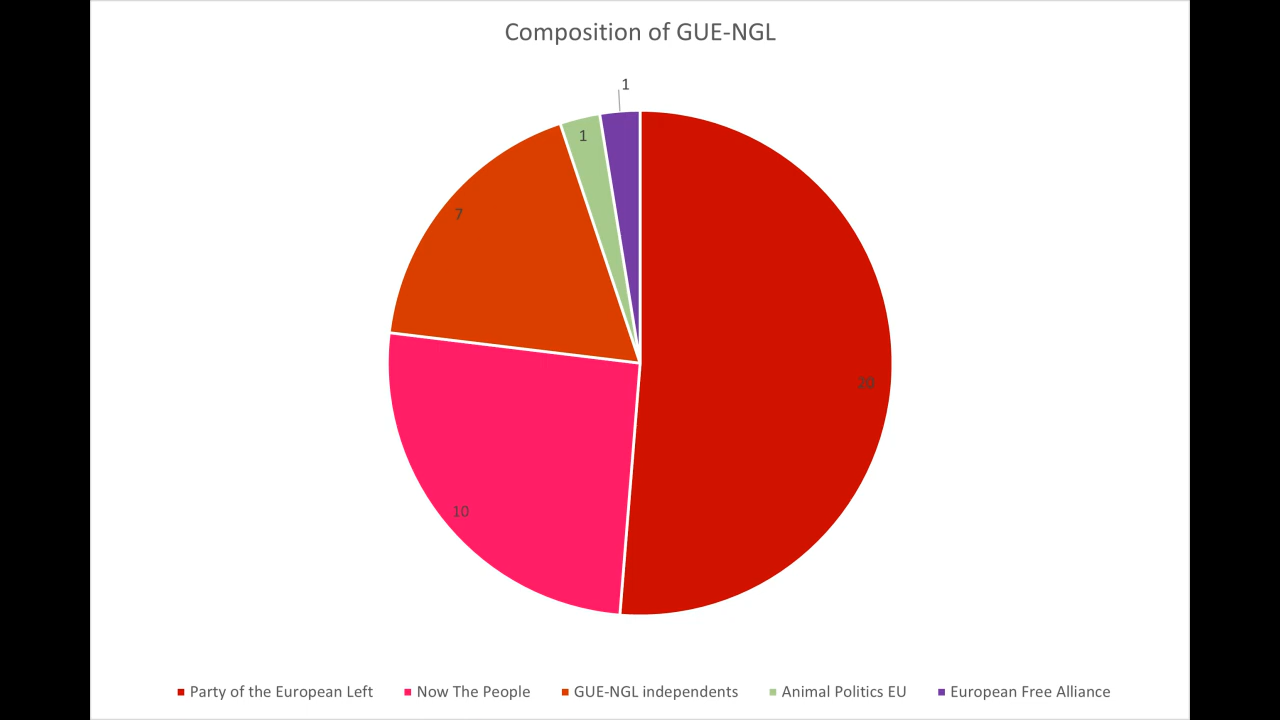 Composition of GUE-NGL
1
1
7
20
10
Party of the European Left
Now The People
GUE-NGL independents
Animal Politics EU
European Free Alliance